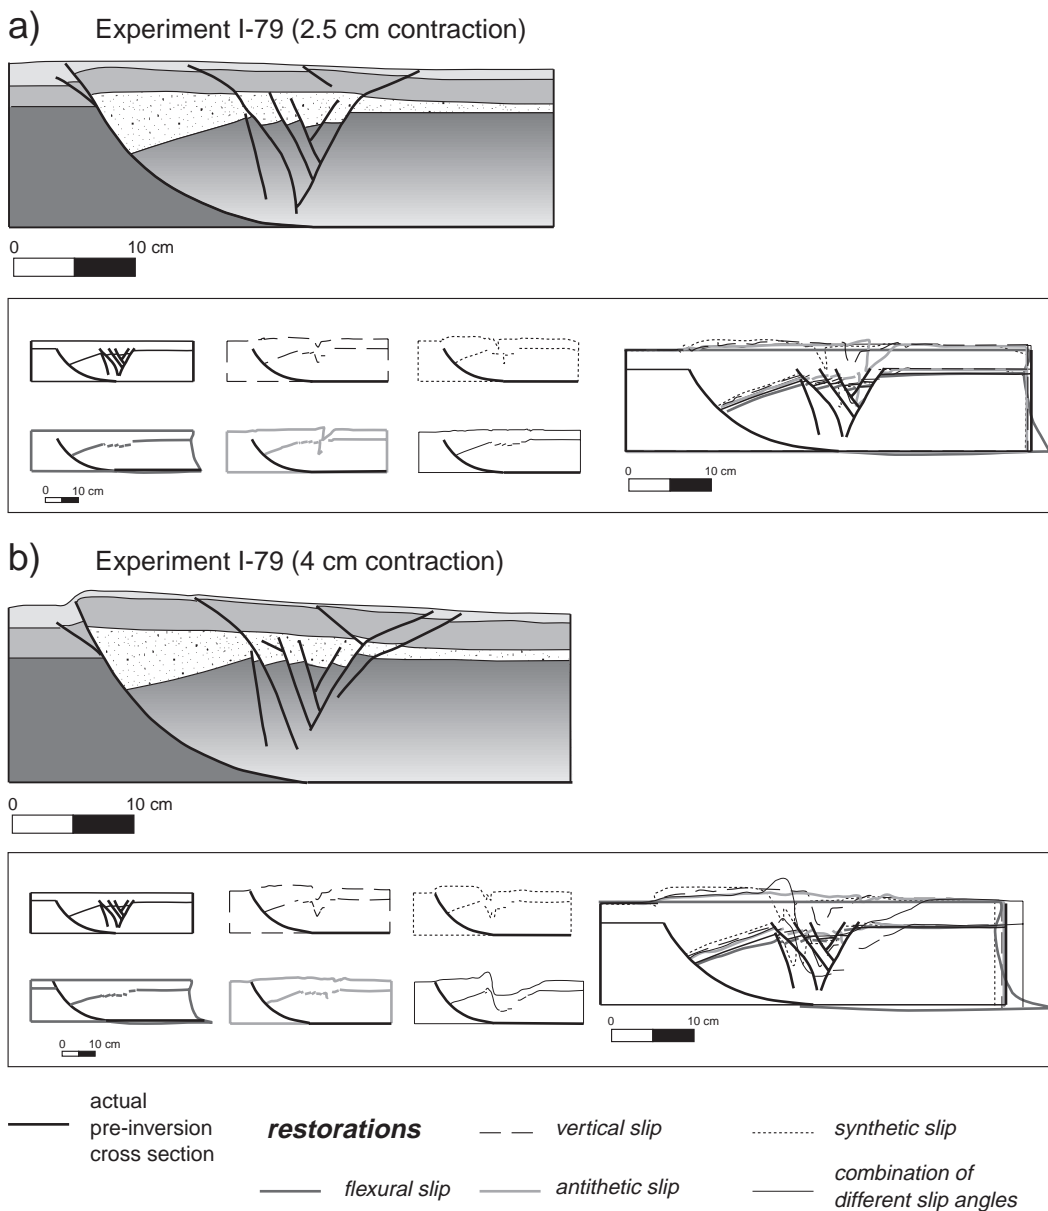 a) Experiment I-79 (2.5 cm contraction)
0 10 cm
0 10 cm
0 10 cm
b) Experiment I-79 (4 cm contraction)
0 10 cm
0 10 cm
0 10 cm
actual
pre-inversion
cross section
restorations
vertical slip
synthetic slip
flexural slip
antithetic slip
combination of
different slip angles